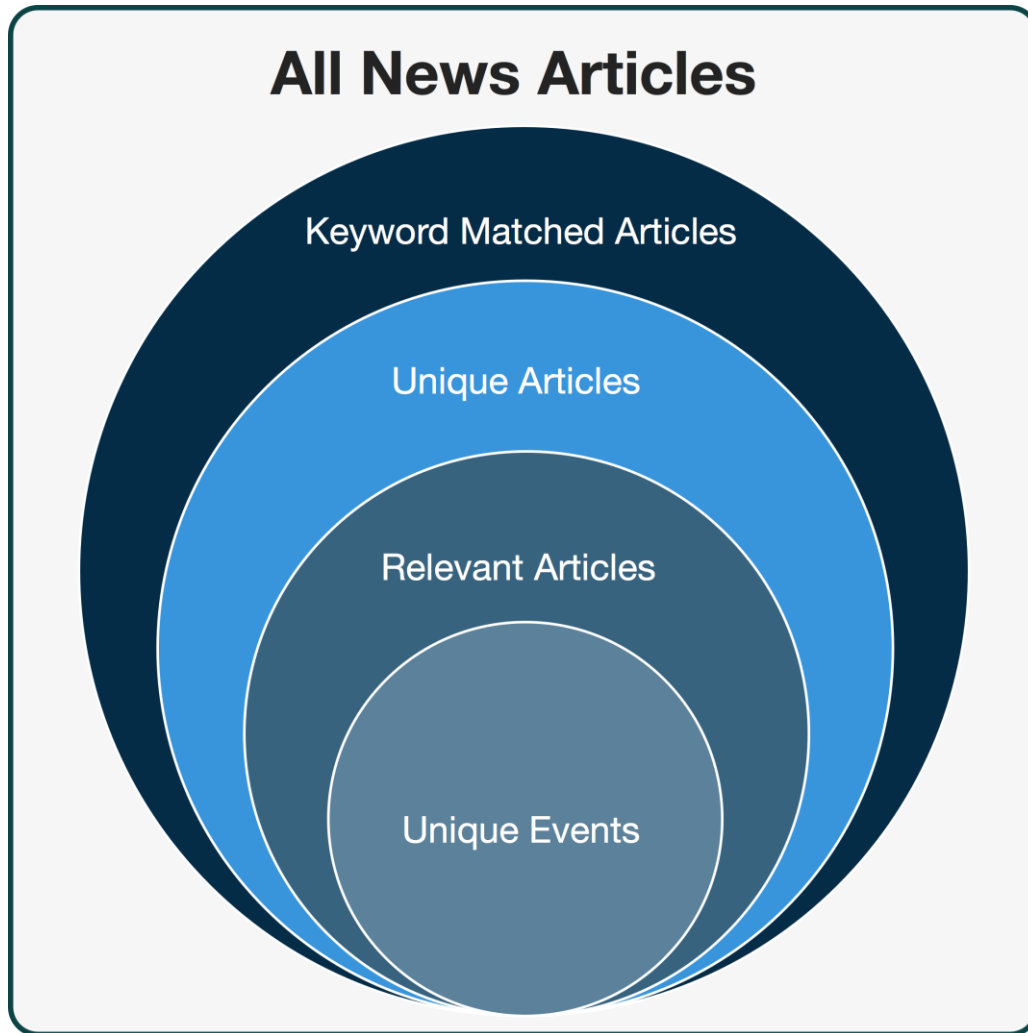 All News Articles
Keyword Matched Articles
Unique Articles
Relevant Articles
Unique Events